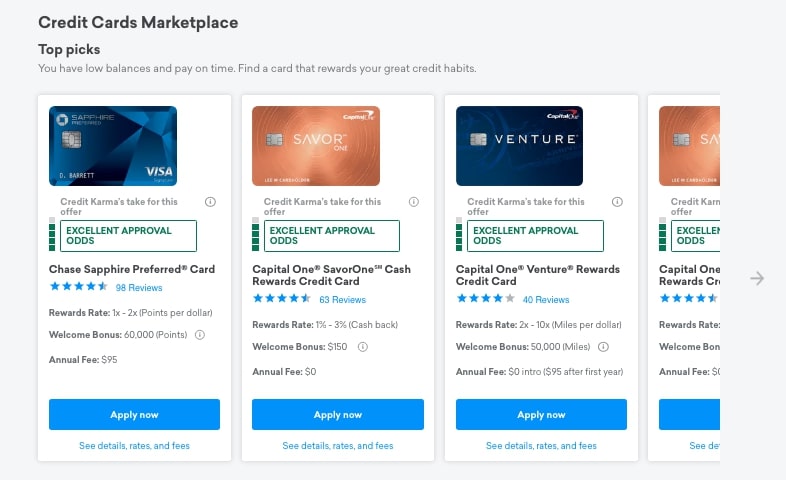 Credit Cards Marketplace
Top picks
You have low balances and pay on time. Find a card that rewards your great credit habits.
SAPPHIRE
PREFERRED
D. BARRETT
VISA
Signature
Credit Karma's take for this
offer
EXCELLENT APPROVAL
ODDS
Chase Sapphire Preferred® Card
98 Reviews
Rewards Rate: 1x - 2x (Points per dollar)
Welcome Bonus: 60,000 (Points)
Annual Fee: $95
Apply now
See details, rates, and fees
Capital One
SAVOR
ONE
LEE M CARDHOLDER
Credit Karma's take for this
offer
EXCELLENT APPROVAL
ODDS
Capital One® SavorOne℠ Cash
Rewards Credit Card
63 Reviews
Rewards Rate: 1% - 3% (Cash back)
Welcome Bonus: $150
Annual Fee: $0
Apply now
See details, rates, and fees
Capital One
VENTURE®
LEE M CARDHOLDER
Credit Karma's take for this
offer
EXCELLENT APPROVAL
ODDS
Capital One® Venture® Rewards
Credit Card
40 Reviews
Rewards Rate: 2x - 10x (Miles per dollar)
Welcome Bonus: 50,000 (Miles)
Annual Fee: $0 intro ($95 after first year)
Apply now
See details, rates, and fees
SA
LEE M CARDHOLDER
Credit Karm
offer
EXCELLEN
ODDS
Capital One
Rewards Cr
Rewards Rate:
Welcome Bon
Annual Fee: $0
See det